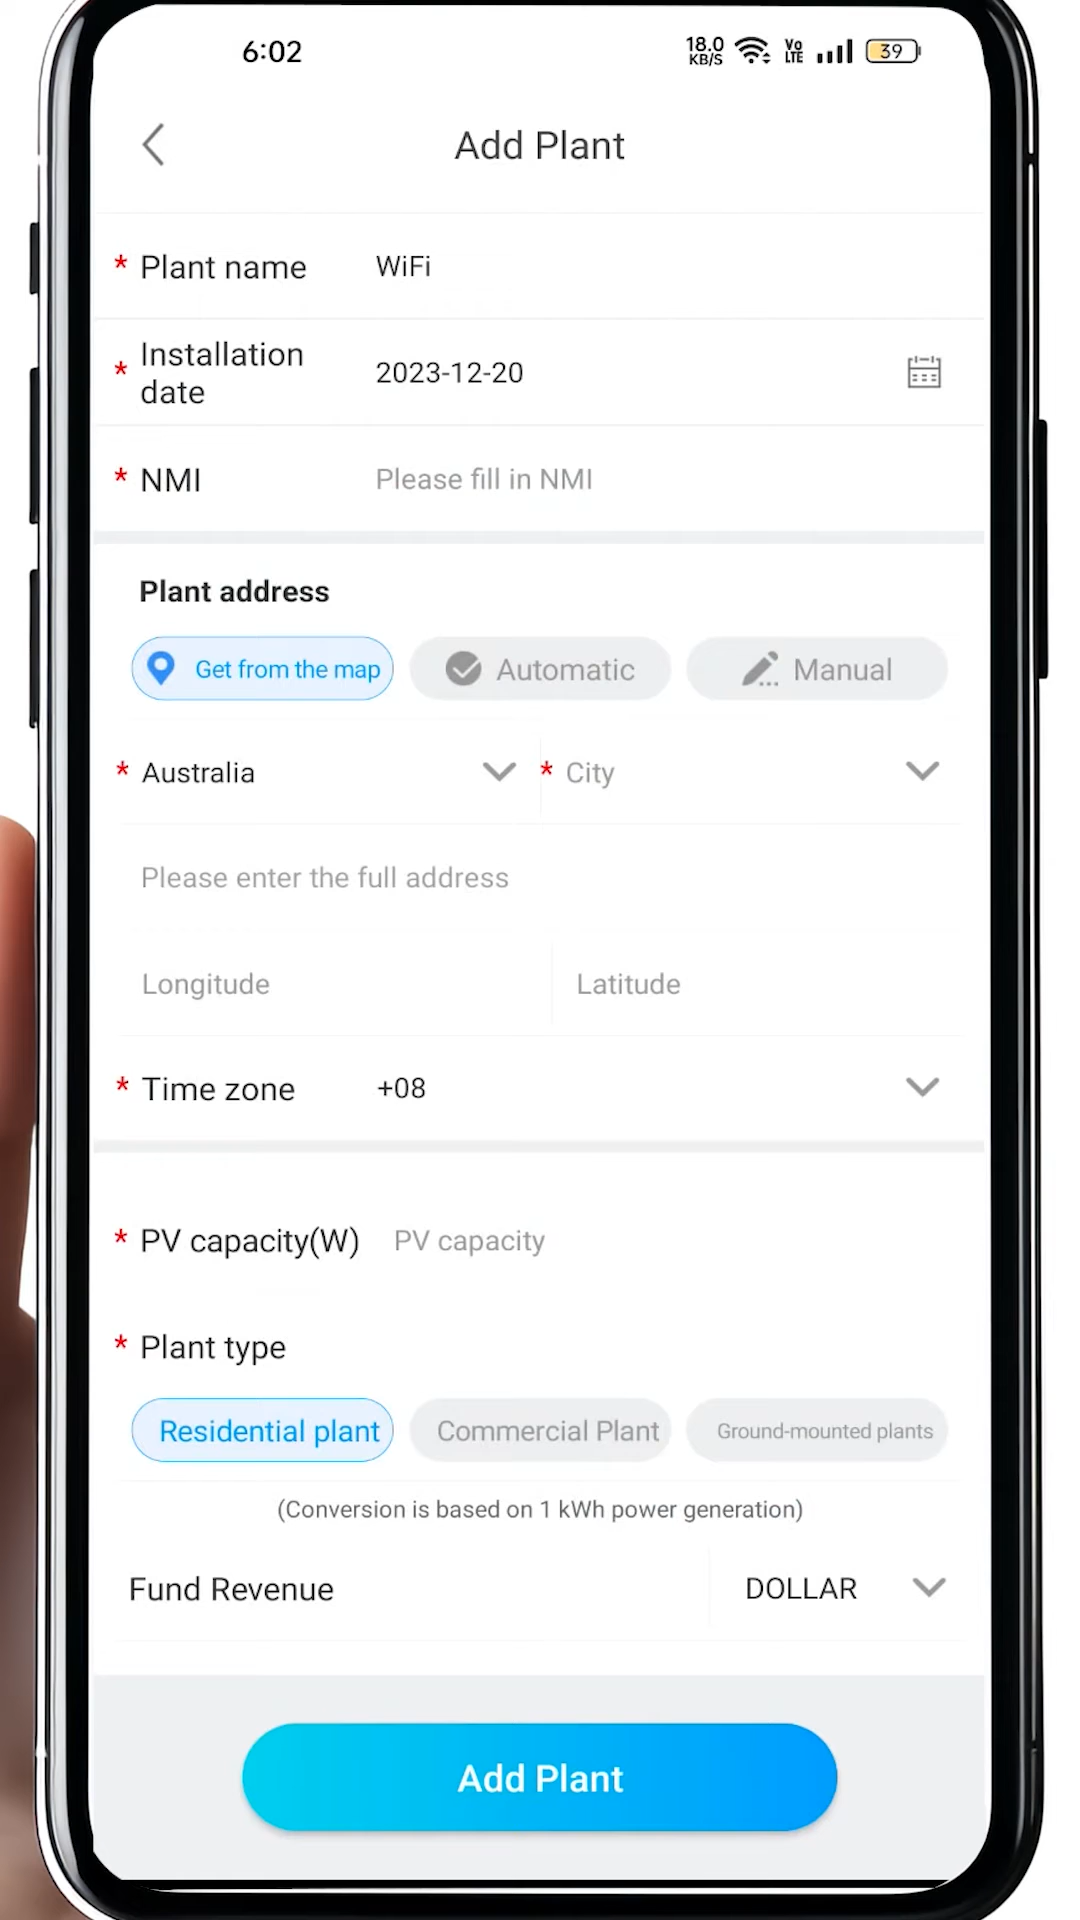 6:02
18.0 KB/S Vo LTE 39
Add Plant
* Plant name WiFi
* Installation date 2023-12-20
* NMI Please fill in NMI
Plant address
Get from the map Automatic Manual
* Australia * City
Please enter the full address
Longitude Latitude
* Time zone +08
* PV capacity(W) PV capacity
* Plant type
Residential plant Commercial Plant Ground-mounted plants
(Conversion is based on 1 kWh power generation)
Fund Revenue DOLLAR
Add Plant